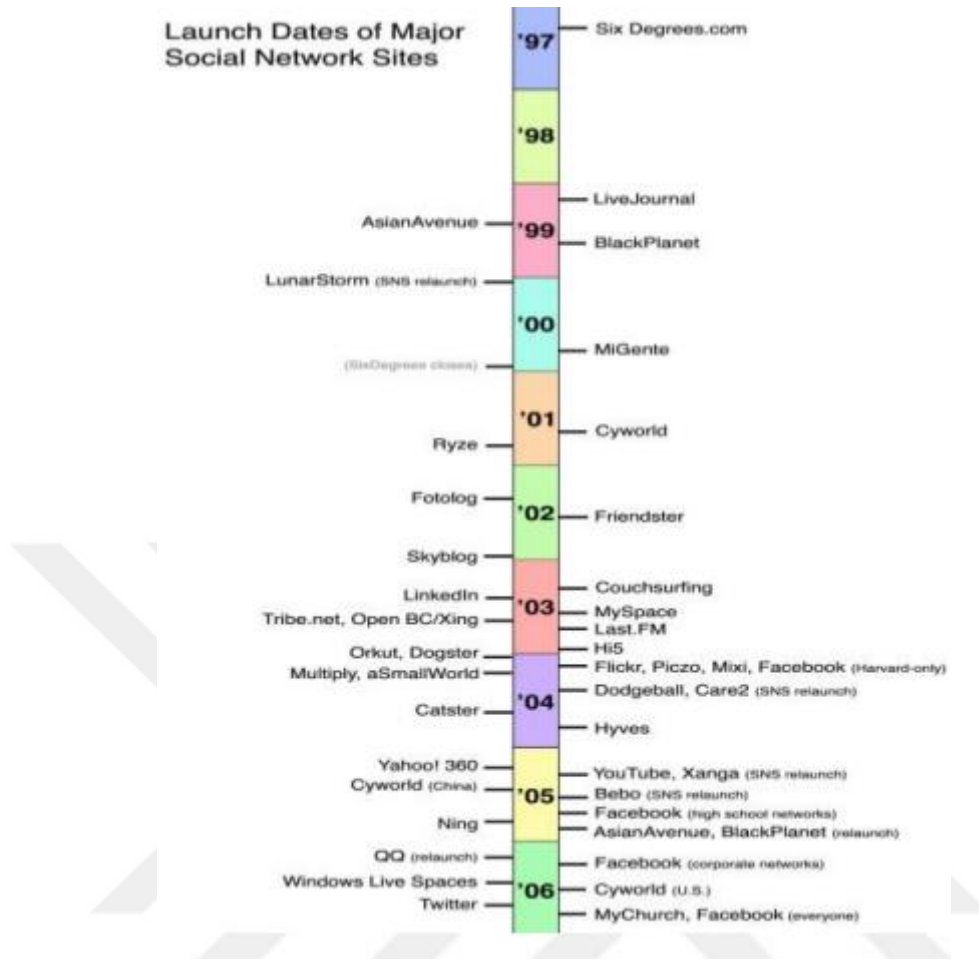 Launch Dates of Major
Social Network Sites
'97
Six Degrees.com
'98
LiveJournal
AsianAvenue
'99
BlackPlanet
LunarStorm (SNS relaunch)
'00
MiGente
(SixDegrees closes)
'01
Cyworld
Ryze
Fotolog
'02
Friendster
Skyblog
Couchsurfing
LinkedIn
'03
MySpace
Tribe.net, Open BC/Xing
Last.FM
Hi5
Orkut, Dogster
Flickr, Piczo, Mixi, Facebook (Harvard-only)
Multiply, aSmallWorld
Dodgeball, Care2 (SNS relaunch)
'04
Catster
Hyves
Yahoo! 360
YouTube, Xanga (SNS relaunch)
Cyworld (China)
'05
Bebo (SNS relaunch)
Facebook (high school networks)
Ning
AsianAvenue, BlackPlanet (relaunch)
QQ (relaunch)
Facebook (corporate networks)
Windows Live Spaces
'06
Cyworld (U.S.)
Twitter
MyChurch, Facebook (everyone)